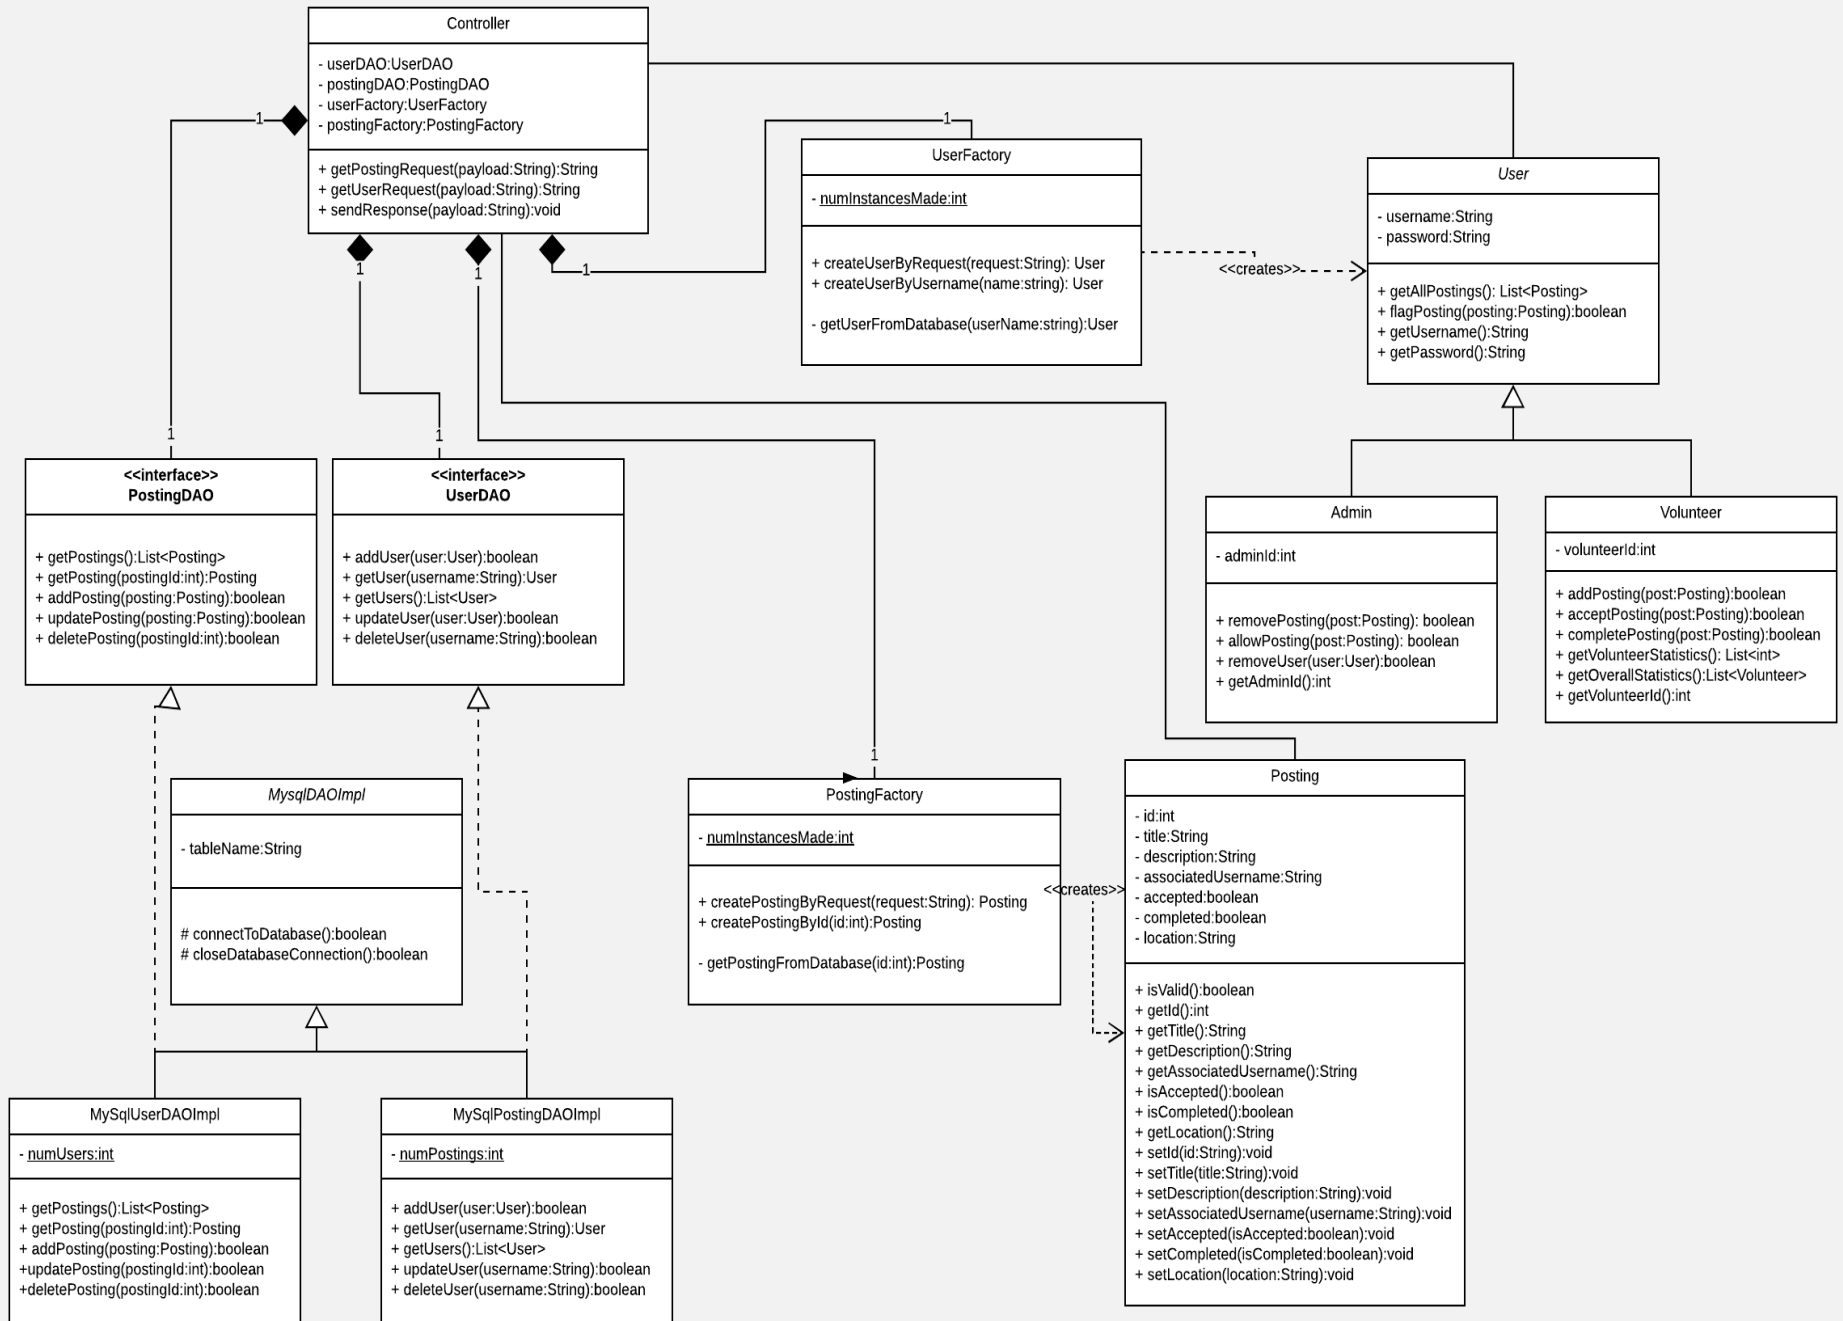 Controller
- userDAO:UserDAO
- postingDAO:PostingDAO
- userFactory:UserFactory
- postingFactory:PostingFactory
+ getPostingRequest(payload:String):String
+ getUserRequest(payload:String):String
+ sendResponse(payload:String):void
1
1
1
1
1
1
1
1
UserFactory
- numInstancesMade:int
+ createUserByRequest(request:String): User
+ createUserByUsername(name:string): User
- getUserFromDatabase(userName:string):User
<<creates>>
User
- username:String
- password:String
+ getAllPostings(): List<Posting>
+ flagPosting(posting:Posting):boolean
+ getUsername():String
+ getPassword():String
<<interface>>
PostingDAO
+ getPostings():List<Posting>
+ getPosting(postingId:int):Posting
+ addPosting(posting:Posting):boolean
+ updatePosting(posting:Posting):boolean
+ deletePosting(postingId:int):boolean
<<interface>>
UserDAO
+ addUser(user:User):boolean
+ getUser(username:String):User
+ getUsers():List<User>
+ updateUser(user:User):boolean
+ deleteUser(username:String):boolean
Admin
- adminId:int
+ removePosting(post:Posting): boolean
+ allowPosting(post:Posting): boolean
+ removeUser(user:User):boolean
+ getAdminId():int
Volunteer
- volunteerId:int
+ addPosting(post:Posting):boolean
+ acceptPosting(post:Posting):boolean
+ completePosting(post:Posting):boolean
+ getVolunteerStatistics(): List<int>
+ getOverallStatistics():List<Volunteer>
+ getVolunteerId():int
MysqlDAOImpl
- tableName:String
# connectToDatabase():boolean
# closeDatabaseConnection():boolean
PostingFactory
- numInstancesMade:int
+ createPostingByRequest(request:String): Posting
+ createPostingById(id:int):Posting
- getPostingFromDatabase(id:int):Posting
<<creates>>
Posting
- id:int
- title:String
- description:String
- associatedUsername:String
- accepted:boolean
- completed:boolean
- location:String
+ isValid():boolean
+ getId():int
+ getTitle():String
+ getDescription():String
+ getAssociatedUsername():String
+ isAccepted():boolean
+ isCompleted():boolean
+ getLocation():String
+ setId(id:String):void
+ setTitle(title:String):void
+ setDescription(description:String):void
+ setAssociatedUsername(username:String):void
+ setAccepted(isAccepted:boolean):void
+ setCompleted(isCompleted:boolean):void
+ setLocation(location:String):void
MySqlUserDAOImpl
- numUsers:int
+ getPostings():List<Posting>
+ getPosting(postingId:int):Posting
+ addPosting(posting:Posting):boolean
+updatePosting(postingId:int):boolean
+deletePosting(postingId:int):boolean
MySqlPostingDAOImpl
- numPostings:int
+ addUser(user:User):boolean
+ getUser(username:String):User
+ getUsers():List<User>
+ updateUser(username:String):boolean
+ deleteUser(username:String):boolean